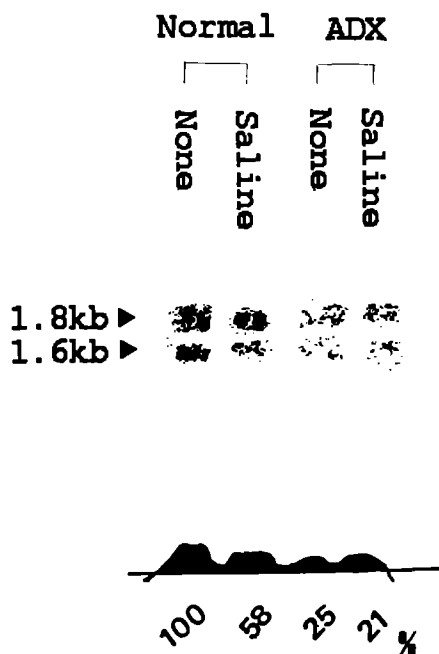 Normal ADX
None Saline None Saline
1.8kb
1.6kb
100 58 25 21 %